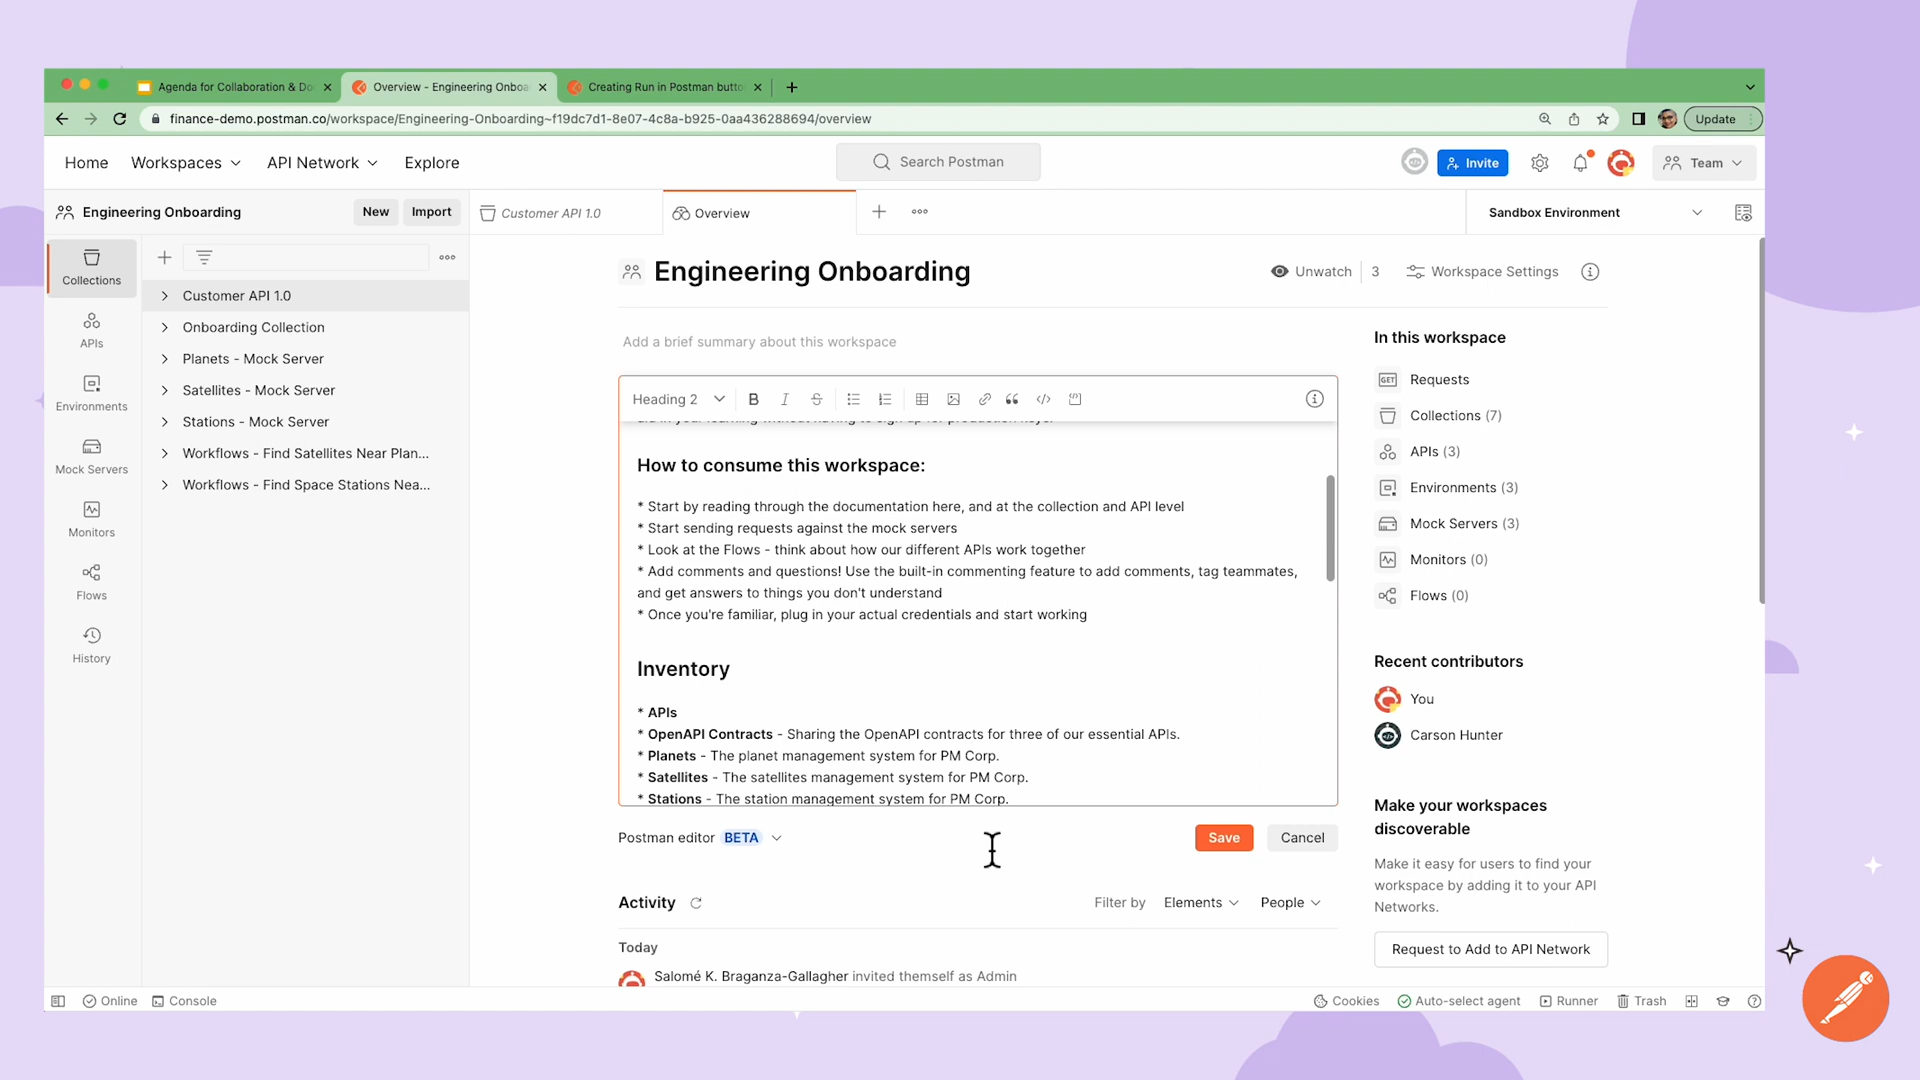 Agenda for Collaboration & Do
Overview - Engineering Onboa
Creating Run in Postman butto
finance-demo.postman.co/workspace/Engineering-Onboarding~f19dc7d1-8e07-4c8a-b925-0aa436288694/overview
Update
Home
Workspaces
API Network
Explore
Search Postman
Invite
Team
Engineering Onboarding
New
Import
Customer API 1.0
Overview
Sandbox Environment
Collections
APIs
Environments
Mock Servers
Monitors
Flows
History
Customer API 1.0
Onboarding Collection
Planets - Mock Server
Satellites - Mock Server
Stations - Mock Server
Workflows - Find Satellites Near Plan...
Workflows - Find Space Stations Nea...
Engineering Onboarding
Unwatch
3
Workspace Settings
Add a brief summary about this workspace
Heading 2
How to consume this workspace:
* Start by reading through the documentation here, and at the collection and API level
* Start sending requests against the mock servers
* Look at the Flows - think about how our different APIs work together
* Add comments and questions! Use the built-in commenting feature to add comments, tag teammates,
and get answers to things you don't understand
* Once you're familiar, plug in your actual credentials and start working
Inventory
* APIs
* OpenAPI Contracts - Sharing the OpenAPI contracts for three of our essential APIs.
* Planets - The planet management system for PM Corp.
* Satellites - The satellites management system for PM Corp.
* Stations - The station management system for PM Corp.
Postman editor BETA
Save
Cancel
Activity
Filter by
Elements
People
Today
Salomé K. Braganza-Gallagher invited themself as Admin
In this workspace
GET
Requests
Collections (7)
APIs (3)
Environments (3)
Mock Servers (3)
Monitors (0)
Flows (0)
Recent contributors
You
Carson Hunter
Make your workspaces
discoverable
Make it easy for users to find your
workspace by adding it to your API
Networks.
Request to Add to API Network
Online
Console
Cookies
Auto-select agent
Runner
Trash